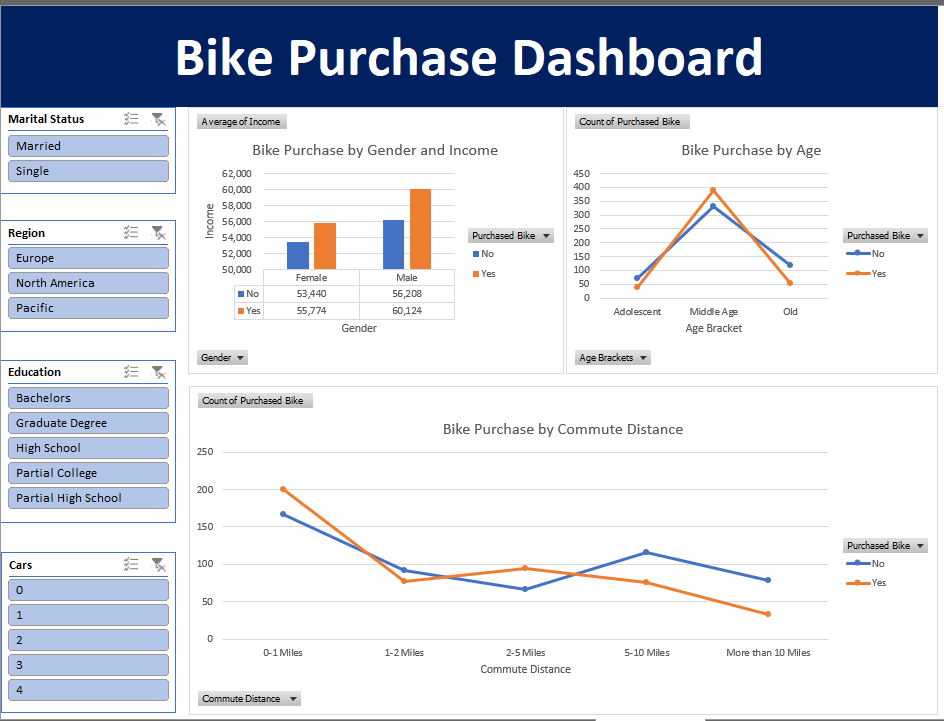 Bike Purchase Dashboard
Marital Status
Married
Single
Region
Europe
North America
Pacific
Education
Bachelors
Graduate Degree
High School
Partial College
Partial High School
Cars
0
1
2
3
4
Average of Income
Bike Purchase by Gender and Income
62,000
60,000
58,000
56,000
54,000
52,000
50,000
Income
Female Male
No 53,440 56,208
Yes 55,774 60,124
Gender
Purchased Bike
No
Yes
Gender
Count of Purchased Bike
Bike Purchase by Age
450
400
350
300
250
200
150
100
50
0
Adolescent Middle Age Old
Age Bracket
Purchased Bike
No
Yes
Age Brackets
Count of Purchased Bike
Bike Purchase by Commute Distance
250
200
150
100
50
0
0-1 Miles 1-2 Miles 2-5 Miles 5-10 Miles More than 10 Miles
Commute Distance
Purchased Bike
No
Yes
Commute Distance